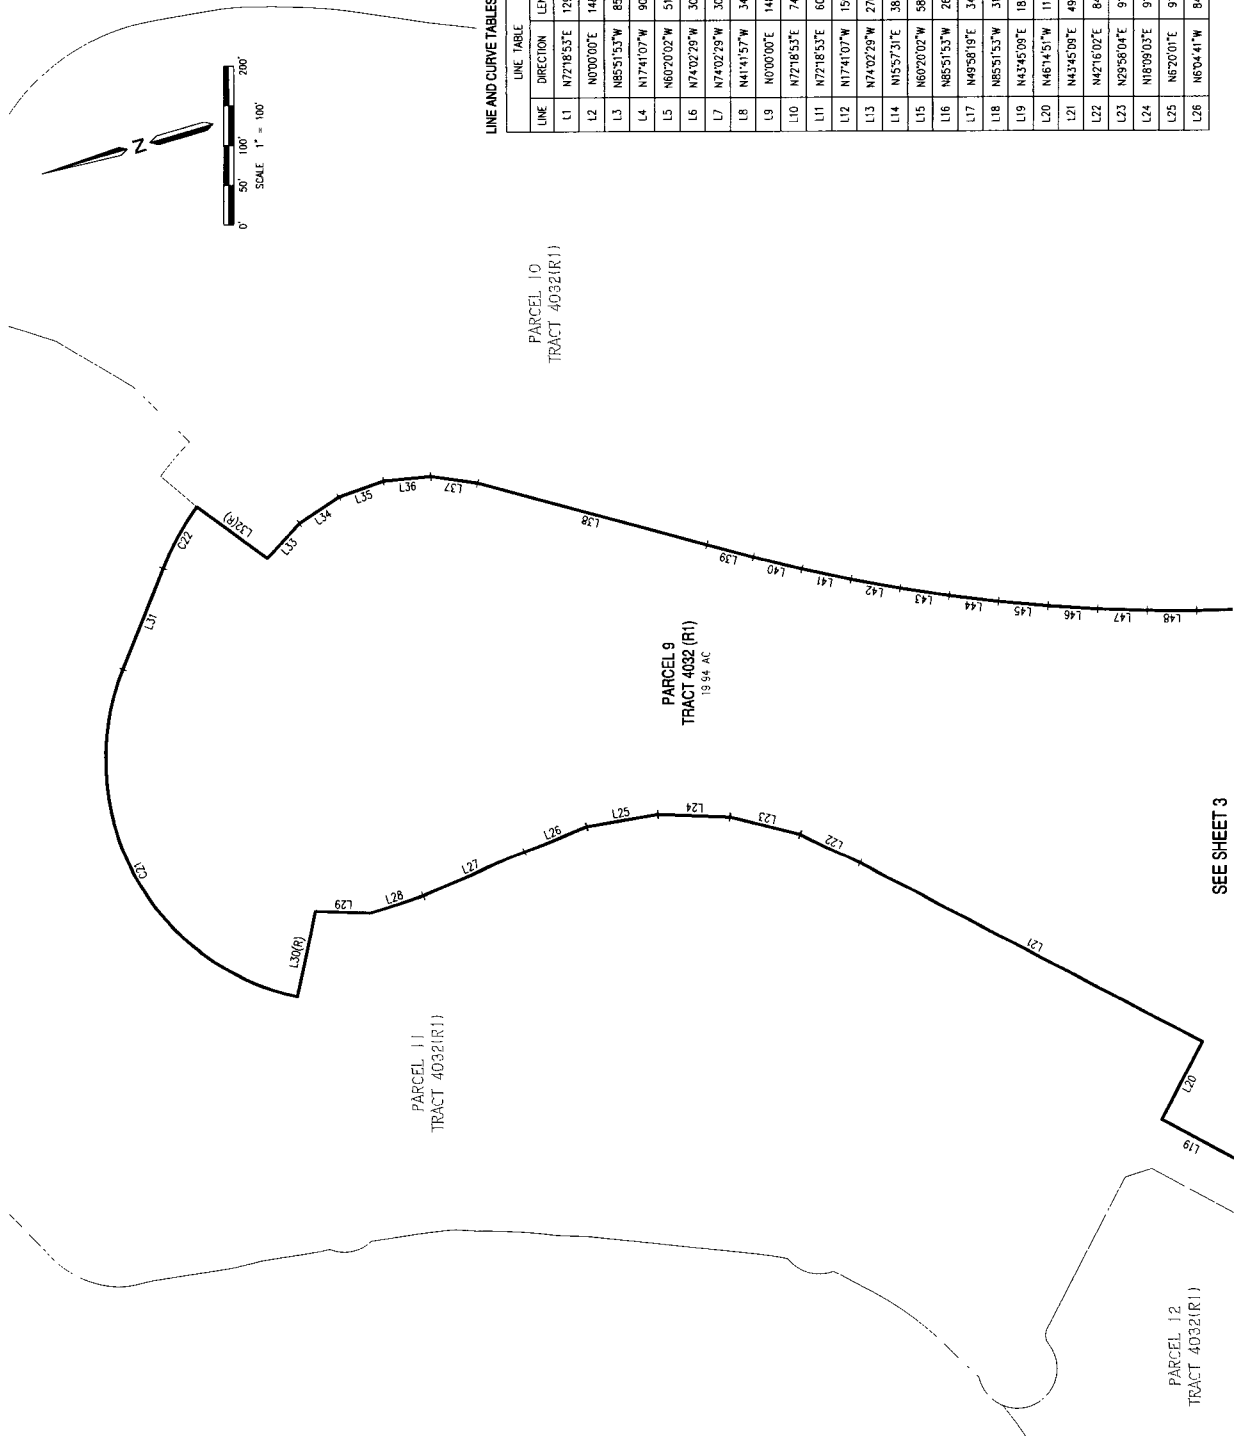 N
0' 50' 100' 200'
SCALE 1" = 100'
LINE AND CURVE TABLES
LINE TABLE
LINE DIRECTION
L1 N72°18'53"E
L2 N0°00'00"E
L3 N85°51'53"W
L4 N17°41'07"W
L5 N60°20'02"W
L6 N74°02'29"W
L7 N74°02'29"W
L8 N41°41'57"W
L9 N0°00'00"E
L10 N72°18'53"E
L11 N72°18'53"E
L12 N17°41'07"W
L13 N74°02'29"W
L14 N15°57'31"E
L15 N60°20'02"W
L16 N85°51'53"W
L17 N49°58'19"E
L18 N85°51'53"W
L19 N43°45'09"E
L20 N46°14'51"W
L21 N43°45'09"E
L22 N42°16'02"E
L23 N29°58'04"E
L24 N18°09'03"E
L25 N6°20'01"E
L26 N6°04'41"W
PARCEL 10
TRACT 4032(R1)
C22
L32(R)
L31
L33
L34
L35
L36
L37
L38
L39
L40
L41
L42
L43
L44
L45
L46
L47
L48
C21
PARCEL 9
TRACT 4032 (R1)
19.94 AC
L30(R)
L29
L28
L27
L26
L25
L24
L23
L22
L21
L20
L19
PARCEL 11
TRACT 4032(R1)
PARCEL 12
TRACT 4032(R1)
SEE SHEET 3